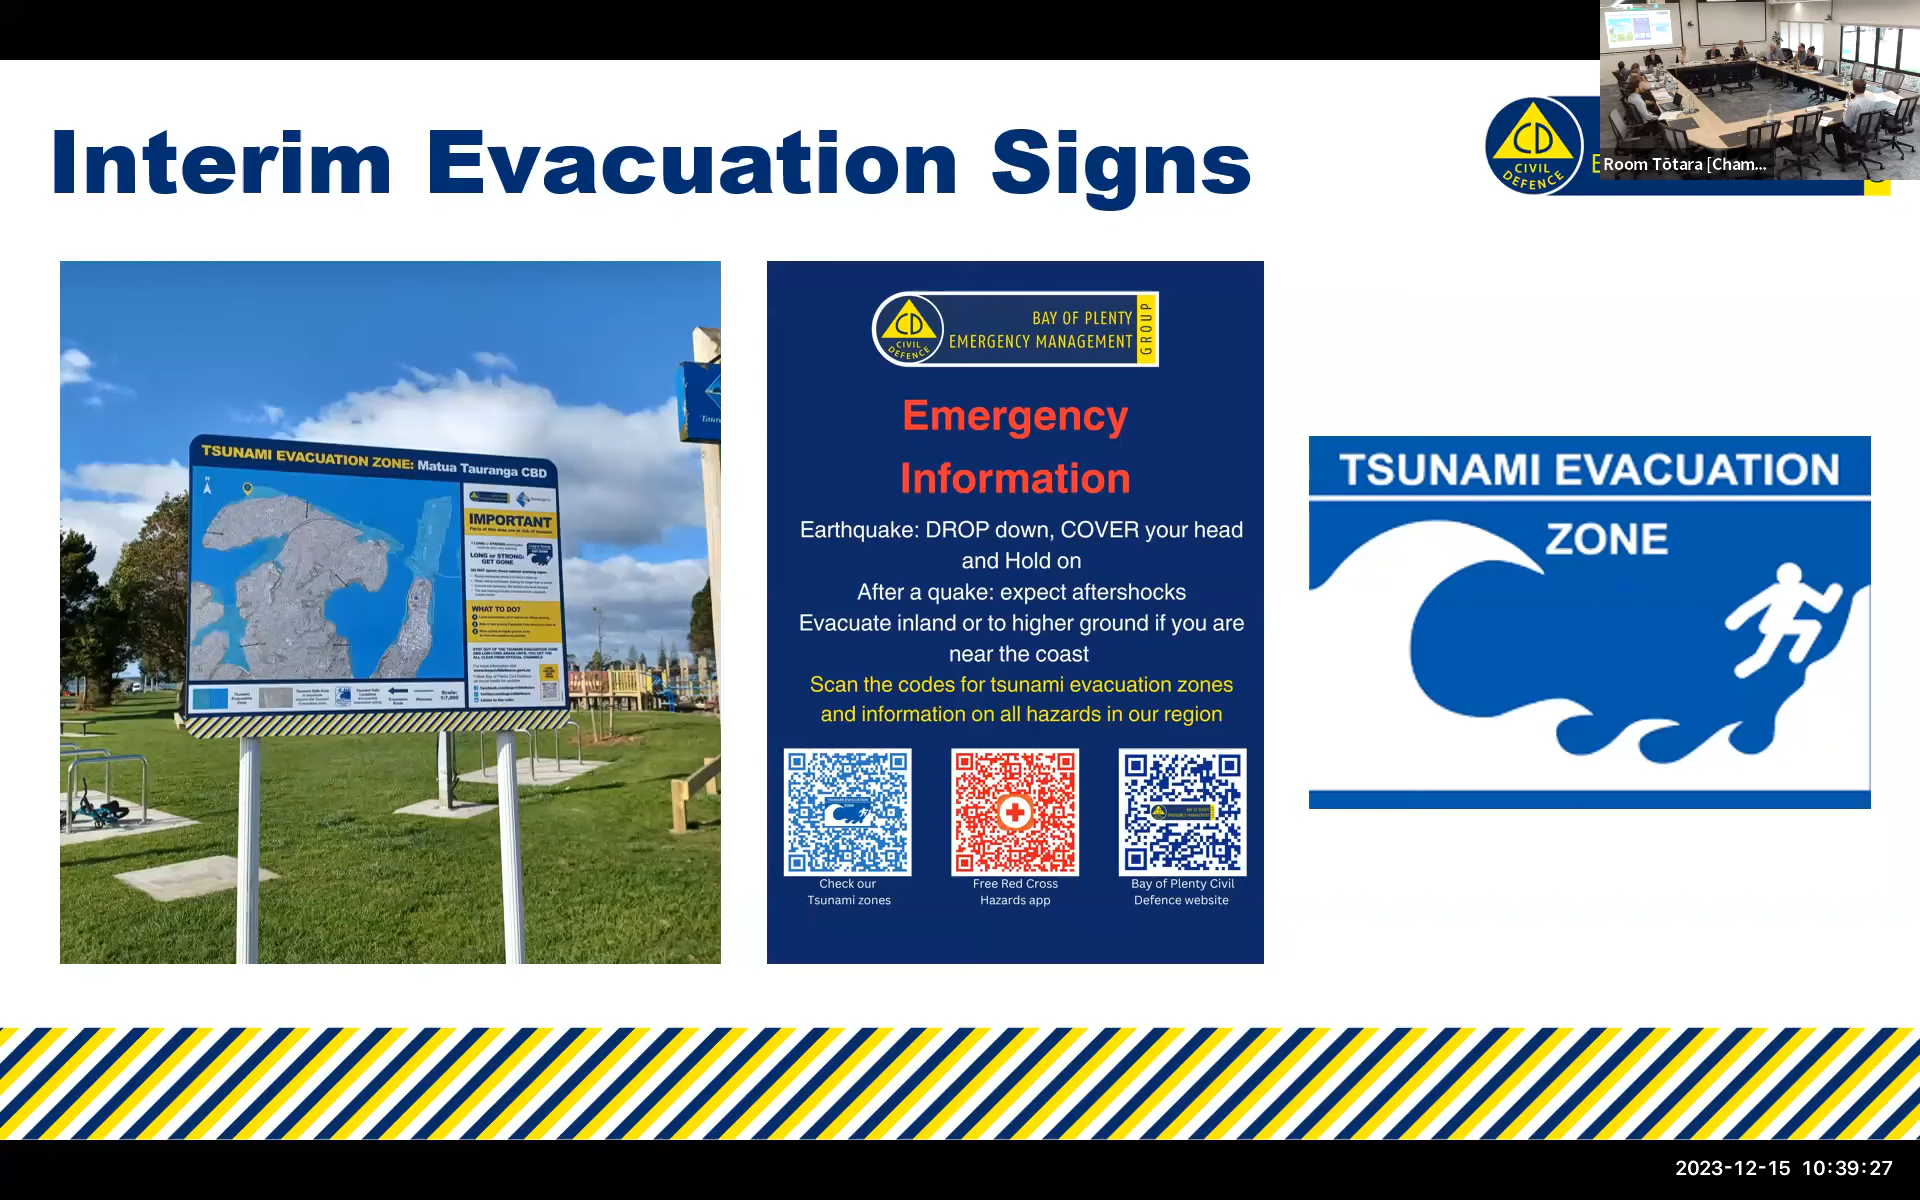 Interim Evacuation Signs
CD
CIVIL
DEFENCE
Room Tōtara [Cham...
TSUNAMI EVACUATION ZONE: Matua Tauranga CBD
N
IMPORTANT
LONG or STRONG:
GET GONE
WHAT TO DO?
CD
CIVIL
DEFENCE
BAY OF PLENTY
EMERGENCY MANAGEMENT
GROUP
Emergency
Information
Earthquake: DROP down, COVER your head
and Hold on
After a quake: expect aftershocks
Evacuate inland or to higher ground if you are
near the coast
Scan the codes for tsunami evacuation zones
and information on all hazards in our region
Check our
Tsunami zones
Free Red Cross
Hazards app
Bay of Plenty Civil
Defence website
TSUNAMI EVACUATION
ZONE
2023-12-15 10:39:27